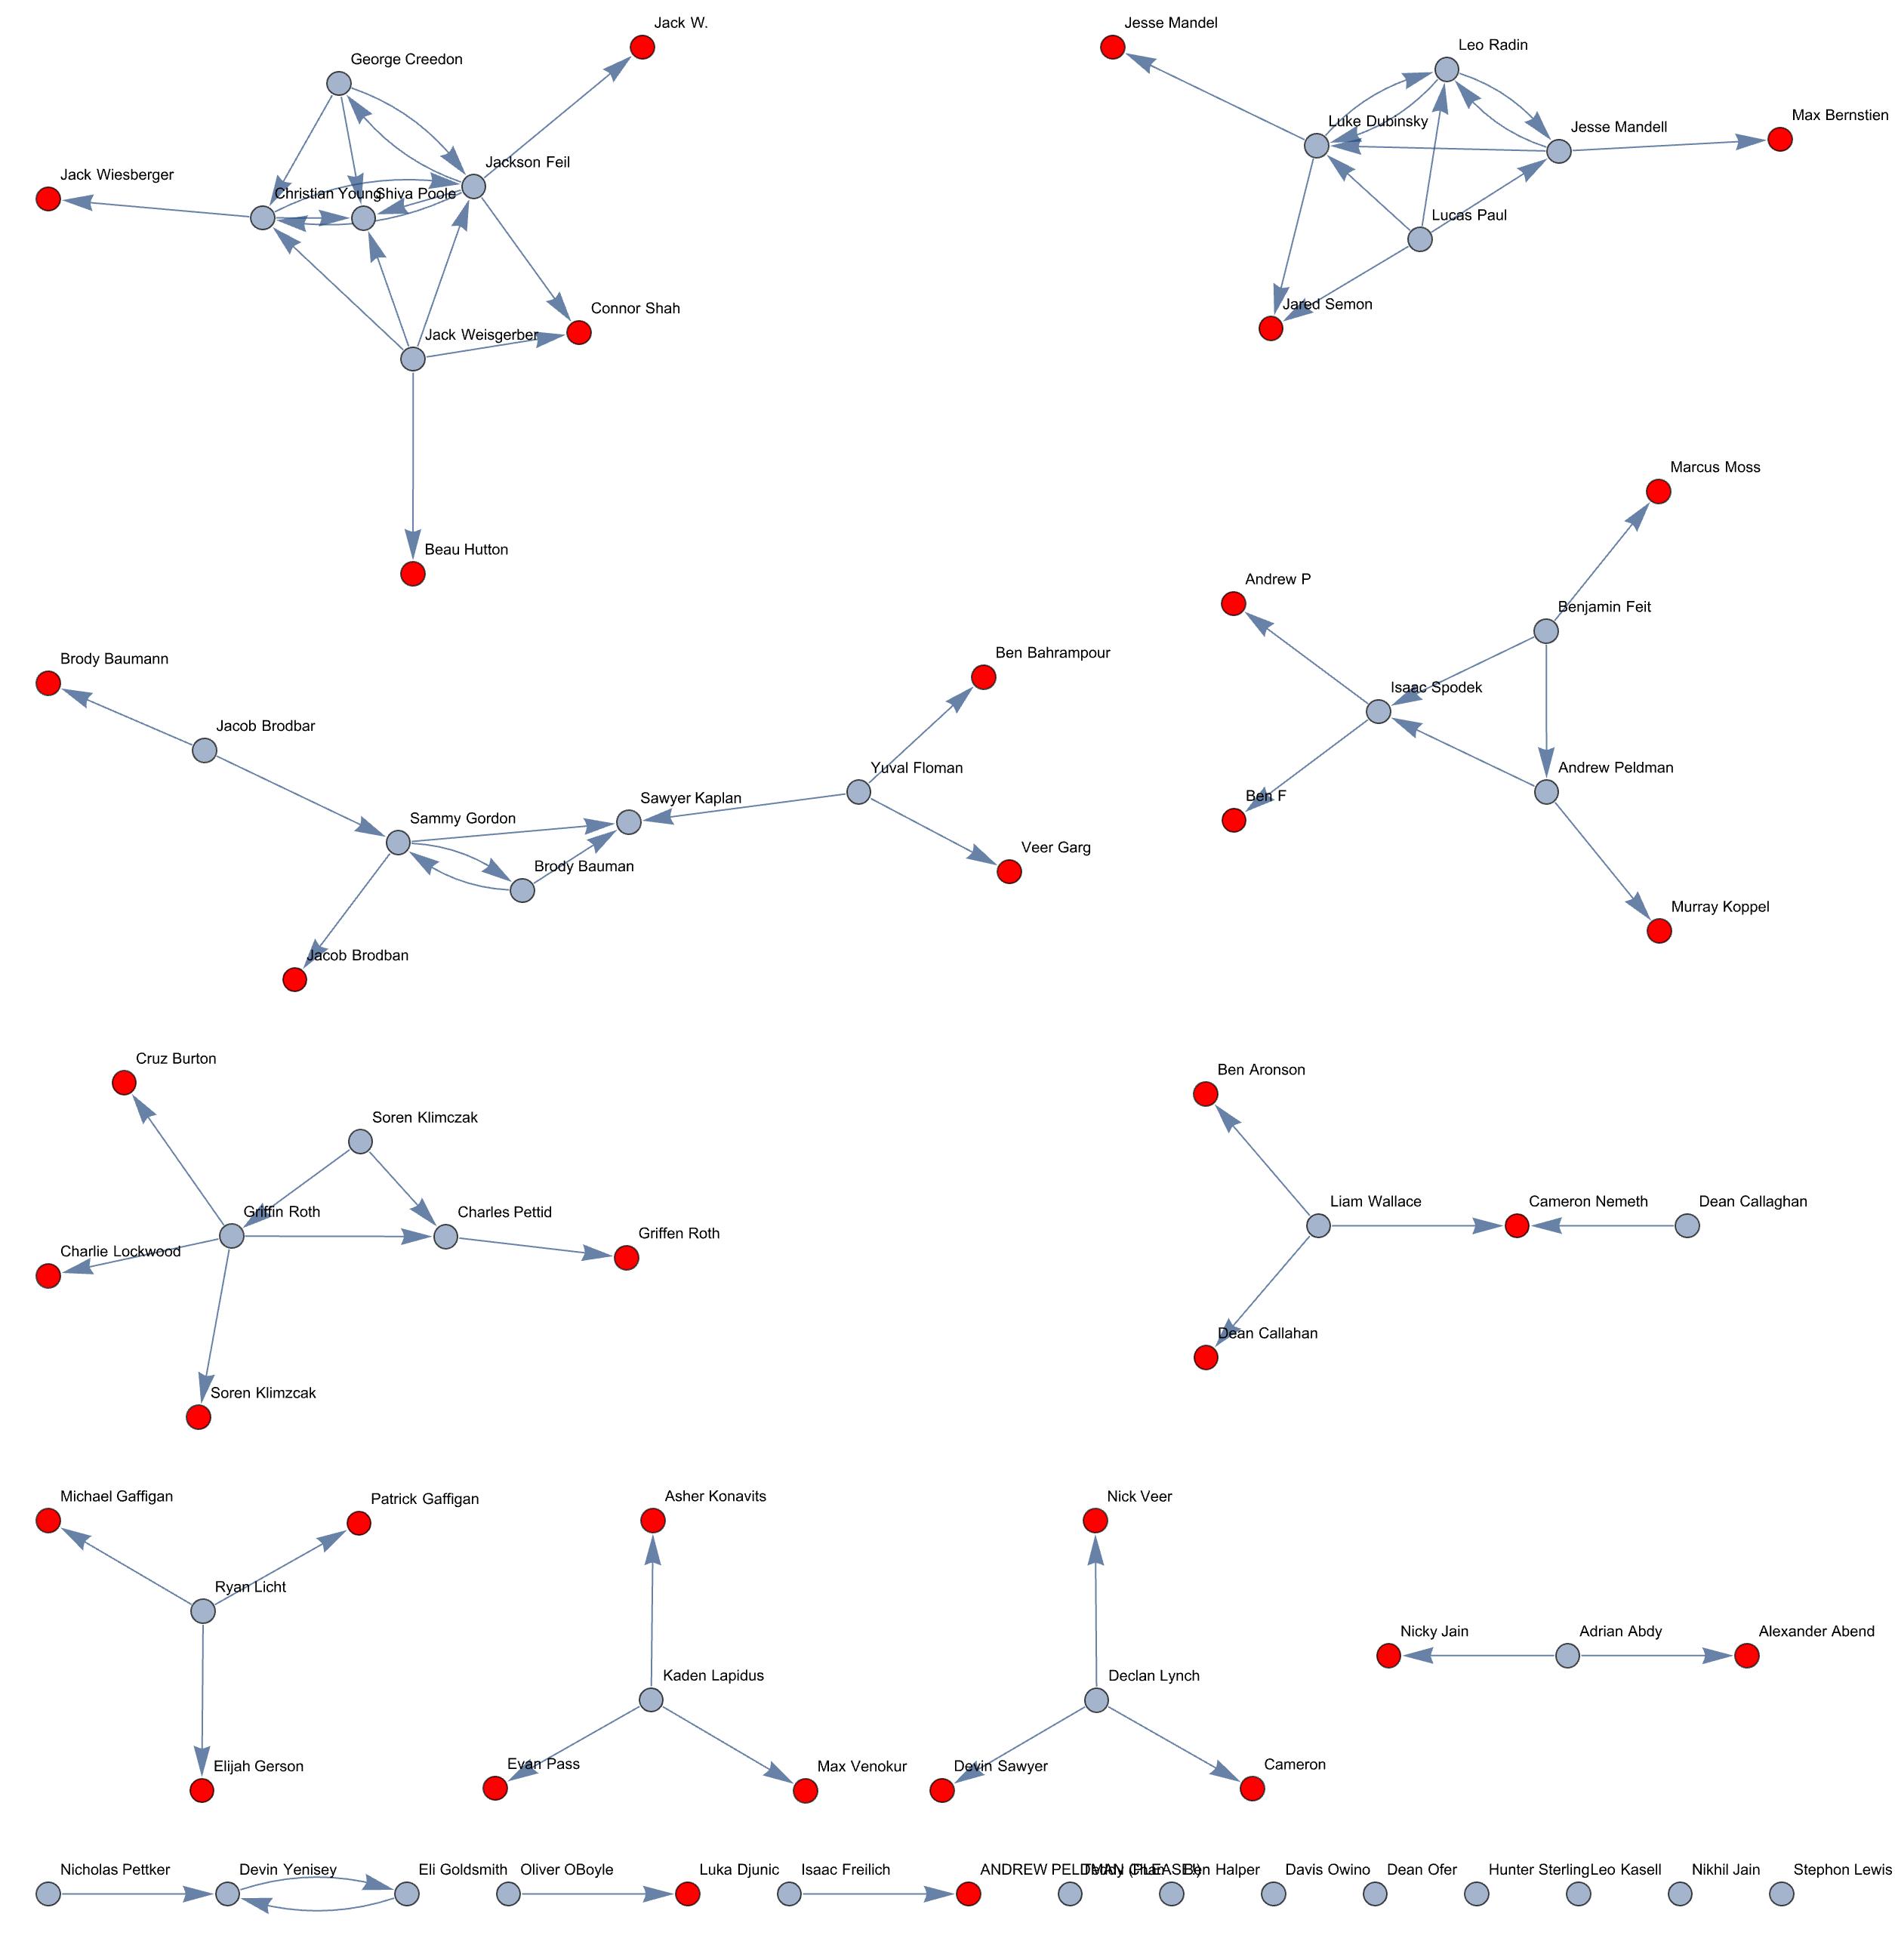 Jack W.
Jesse Mandel
George Creedon
Leo Radin
Max Bernstien
Luke Dubinsky
Jesse Mandell
Jackson Feil
Jack Wiesberger
Christian Young
Shiva Poole
Lucas Paul
Connor Shah
Jared Semon
Jack Weisgerber
Marcus Moss
Beau Hutton
Andrew P
Benjamin Feit
Brody Baumann
Ben Bahrampour
Isaac Spodek
Jacob Brodbar
Yuval Floman
Andrew Peldman
Sawyer Kaplan
Ben F
Sammy Gordon
Veer Garg
Brody Bauman
Murray Koppel
Jacob Brodban
Cruz Burton
Ben Aronson
Soren Klimczak
Liam Wallace
Cameron Nemeth
Dean Callaghan
Griffin Roth
Charles Pettid
Griffen Roth
Charlie Lockwood
Dean Callahan
Soren Klimzcak
Michael Gaffigan
Patrick Gaffigan
Asher Konavits
Nick Veer
Ryan Licht
Nicky Jain
Adrian Abdy
Alexander Abend
Kaden Lapidus
Declan Lynch
Elijah Gerson
Evan Pass
Max Venokur
Devin Sawyer
Cameron
Nicholas Pettker
Devin Yenisey
Eli Goldsmith
Oliver OBoyle
Luka Djunic
Isaac Freilich
ANDREW PELDMAN (PLEASE!)
Ben Halper
Davis Owino
Dean Ofer
Hunter Sterling
Leo Kasell
Nikhil Jain
Stephon Lewis